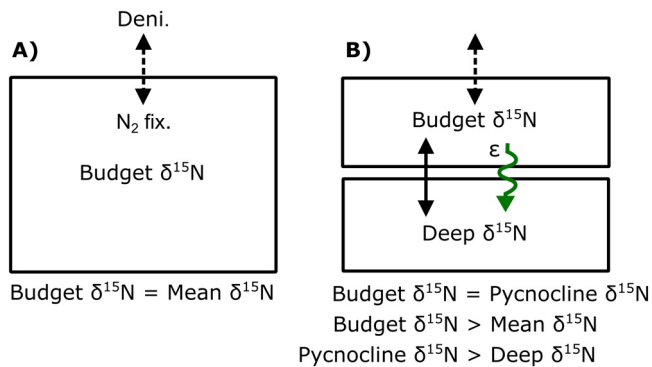 A)
Deni.
N₂ fix.
Budget δ¹⁵N
Budget δ¹⁵N = Mean δ¹⁵N
B)
Budget δ¹⁵N
ε
Deep δ¹⁵N
Budget δ¹⁵N = Pycnocline δ¹⁵N
Budget δ¹⁵N > Mean δ¹⁵N
Pycnocline δ¹⁵N > Deep δ¹⁵N